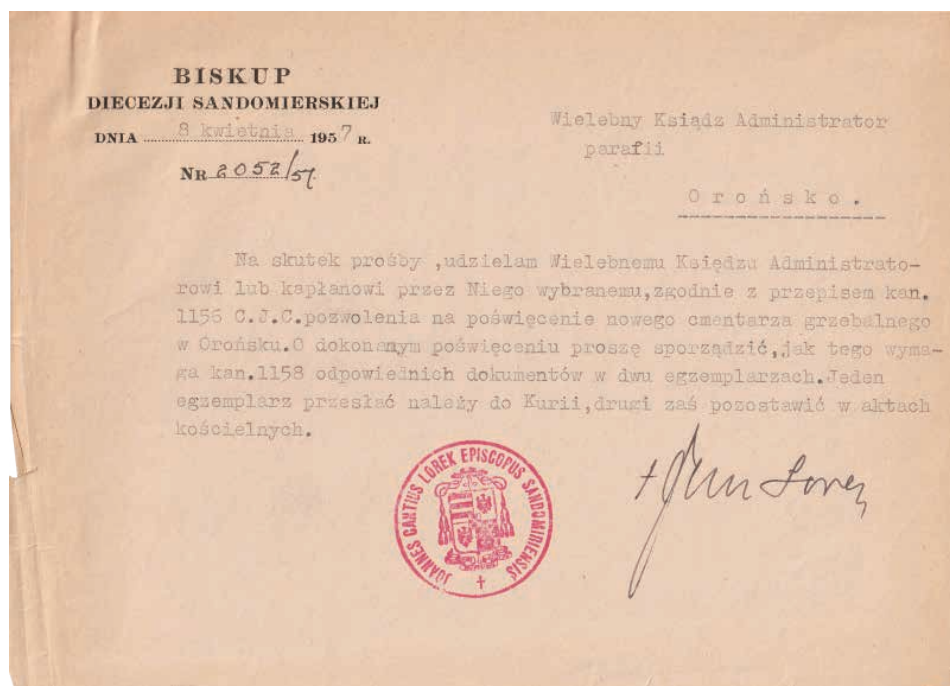 BISKUP
DIECEZJI SANDOMIERSKIEJ
DNIA 8 kwietnia 1957 R.
NR 2052/57.
Wielebny Ksiądz Administrator
parafii
Orońsko.
Na skutek prośby ,udzielam Wielebnemu Księdzu Administrato-
rowi lub kapłanowi przez Niego wybranemu,zgodnie z przepisem kan.
1156 C.J.C.pozwolenia na poświęcenie nowego cmentarza grzebalnego
w Orońsku.O dokonanym poświęceniu proszę sporządzić,jak tego wyma-
ga kan.1158 odpowiednich dokumentów w dwu egzemplarzach.Jeden
egzemplarz przesłać należy do Kurii,drugi zaś pozostawić w aktach
kościelnych.
JOANNES CANTIUS LOREK EPISCOPUS SANDOMIRIENSIS
+ Jan Lorek